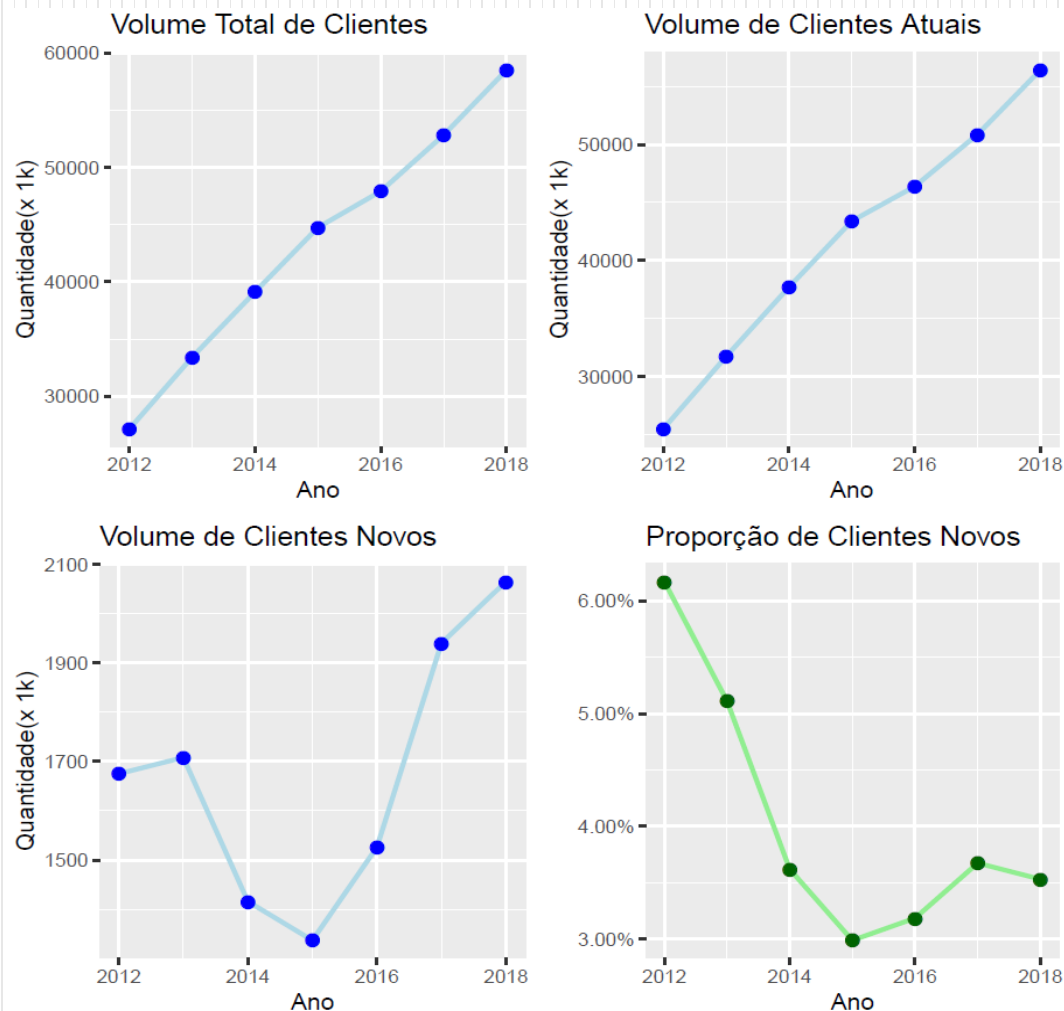 Volume Total de Clientes
60000
50000
40000
30000
Quantidade(x 1k)
2012 2014 2016 2018
Ano
Volume de Clientes Atuais
50000
40000
30000
Quantidade(x 1k)
2012 2014 2016 2018
Ano
Volume de Clientes Novos
2100
1900
1700
1500
Quantidade(x 1k)
2012 2014 2016 2018
Ano
Proporção de Clientes Novos
6.00%
5.00%
4.00%
3.00%
2012 2014 2016 2018
Ano